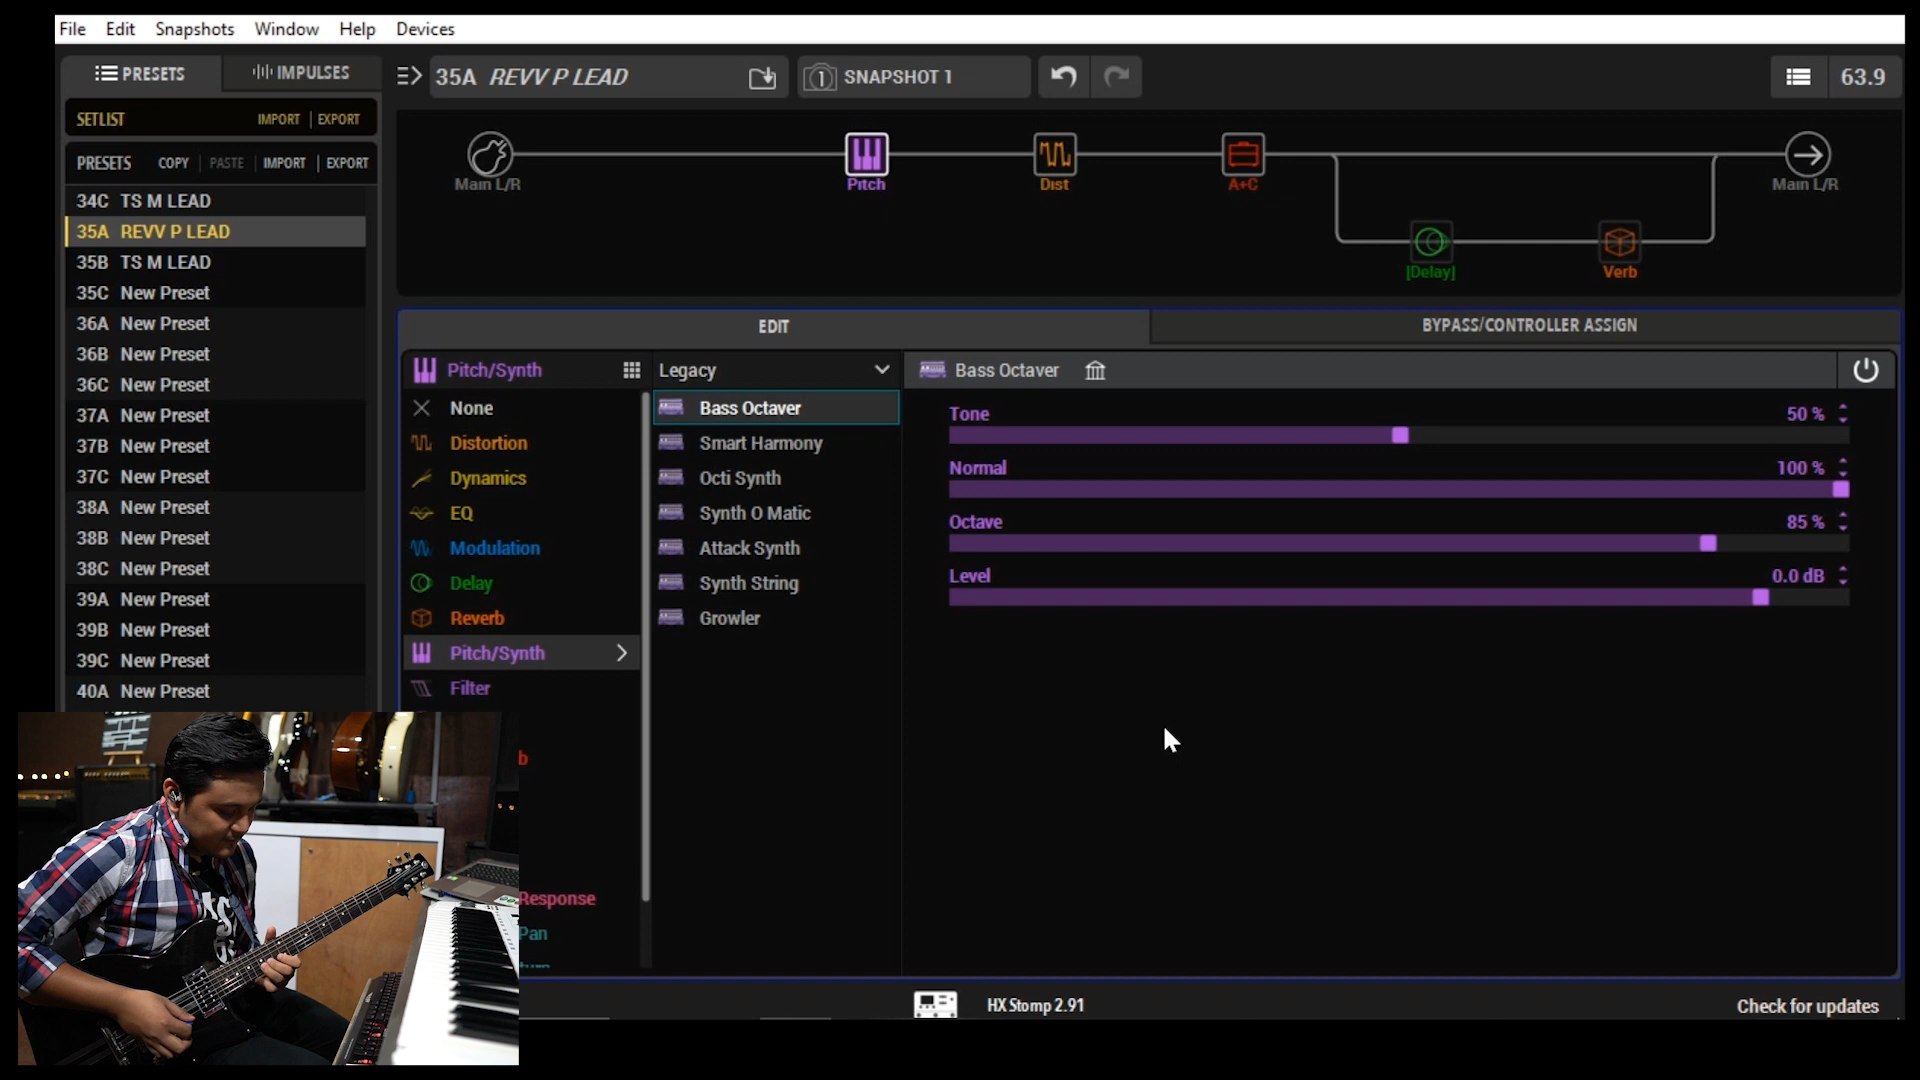 File Edit Snapshots Window Help Devices
PRESETS IMPULSES
35A REVV P LEAD
1 SNAPSHOT 1
63.9
SETLIST IMPORT | EXPORT
PRESETS COPY | PASTE | IMPORT | EXPORT
34C TS M LEAD
35A REVV P LEAD
35B TS M LEAD
35C New Preset
36A New Preset
36B New Preset
36C New Preset
37A New Preset
37B New Preset
37C New Preset
38A New Preset
38B New Preset
38C New Preset
39A New Preset
39B New Preset
39C New Preset
40A New Preset
Main L/R
Pitch
Dist
A+C
Main L/R
[Delay]
Verb
EDIT
BYPASS/CONTROLLER ASSIGN
Pitch/Synth
None
Distortion
Dynamics
EQ
Modulation
Delay
Reverb
Pitch/Synth
Filter
b
Response
Pan
Legacy
Bass Octaver
Smart Harmony
Octi Synth
Synth O Matic
Attack Synth
Synth String
Growler
Bass Octaver
Tone 50 %
Normal 100 %
Octave 85 %
Level 0.0 dB
HX Stomp 2.91
Check for updates